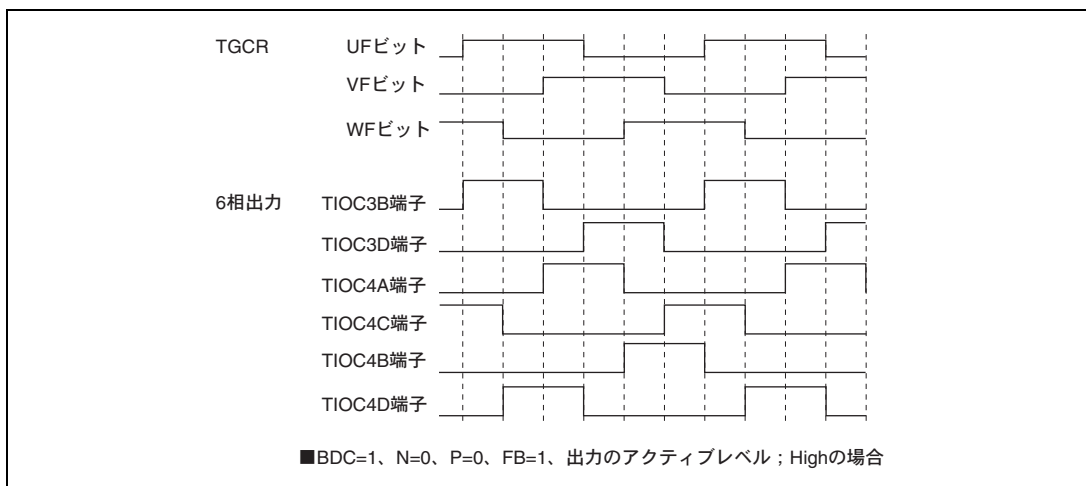 TGCR UFビット
VFビット
WFビット
6相出力 TIOC3B端子
TIOC3D端子
TIOC4A端子
TIOC4C端子
TIOC4B端子
TIOC4D端子
■BDC=1、N=0、P=0、FB=1、出力のアクティブレベル；Highの場合